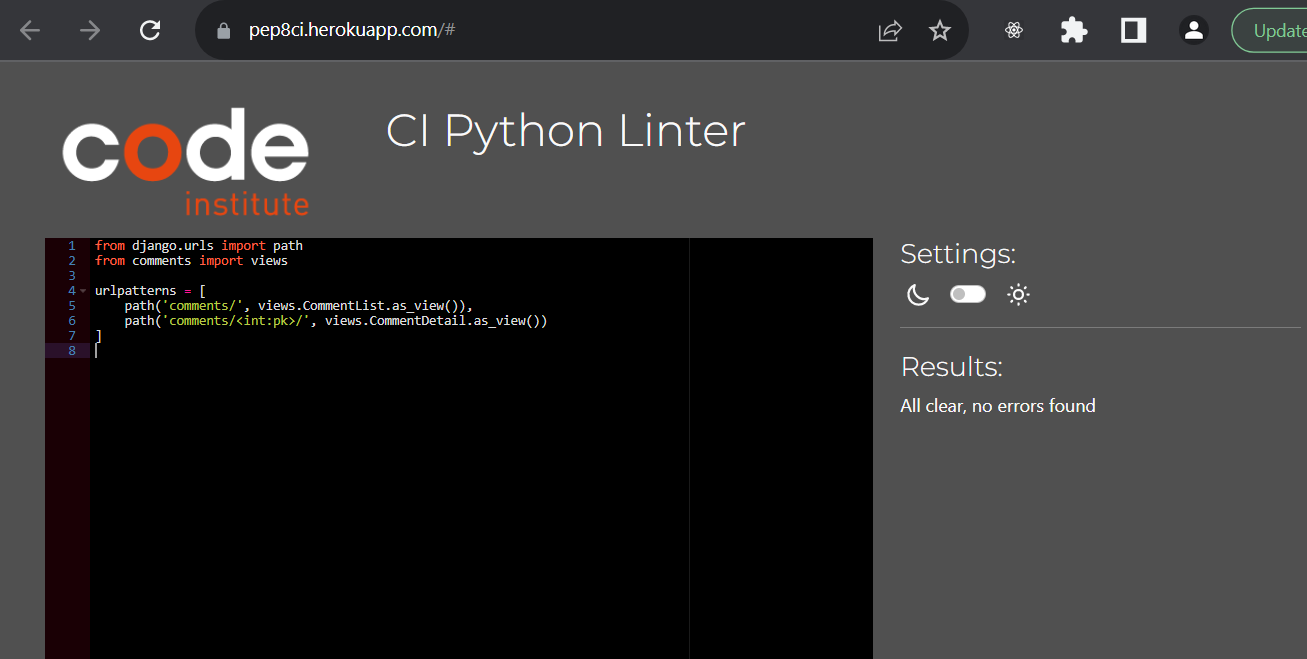 pep8ci.herokuapp.com/#
Update
code
institute
CI Python Linter
1 from django.urls import path
2 from comments import views
3
4 urlpatterns = [
5     path('comments/', views.CommentList.as_view()),
6     path('comments/<int:pk>/', views.CommentDetail.as_view())
7 ]
8
Settings:
Results:
All clear, no errors found